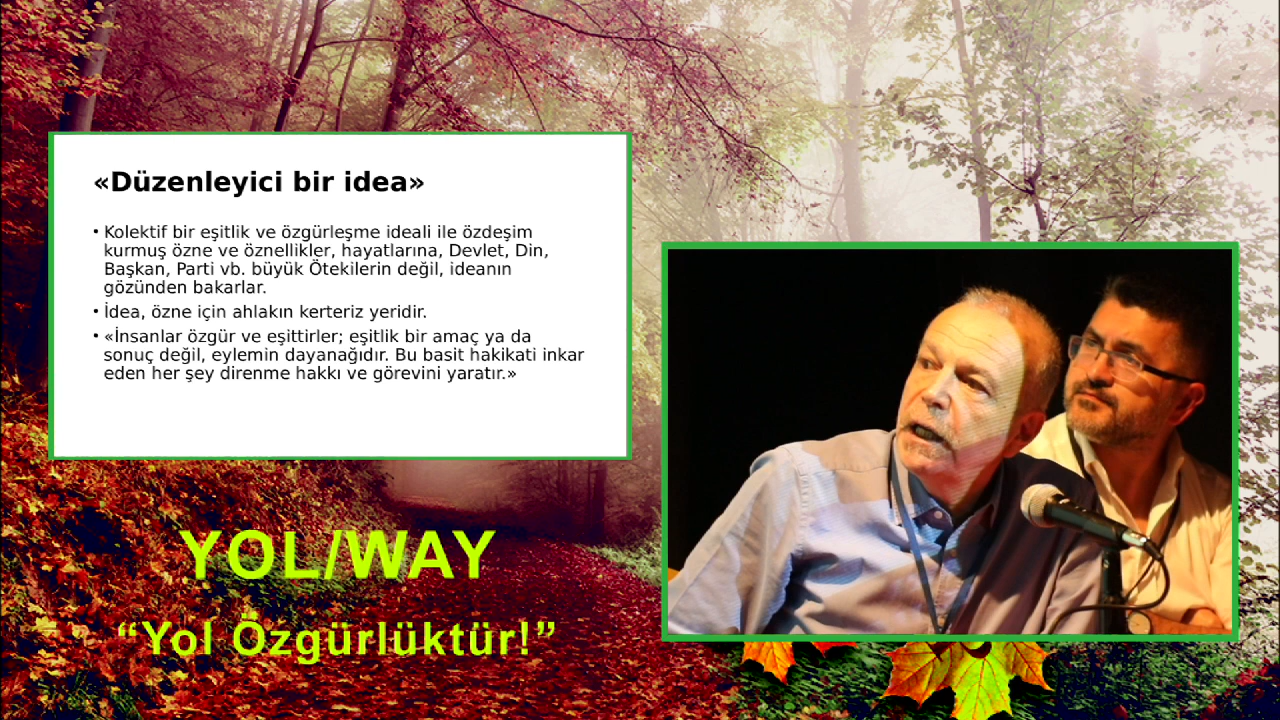 «Düzenleyici bir idea»
• Kolektif bir eşitlik ve özgürleşme ideali ile özdeşim
kurmuş özne ve öznellikler, hayatlarına, Devlet, Din,
Başkan, Parti vb. büyük Ötekilerin değil, ideanın
gözünden bakarlar.
• İdea, özne için ahlakın kerteriz yeridir.
• «İnsanlar özgür ve eşittirler; eşitlik bir amaç ya da
sonuç değil, eylemin dayanağıdır. Bu basit hakikati inkar
eden her şey direnme hakkı ve görevini yaratır.»
YOL/WAY
“Yol Özgürlüktür!”